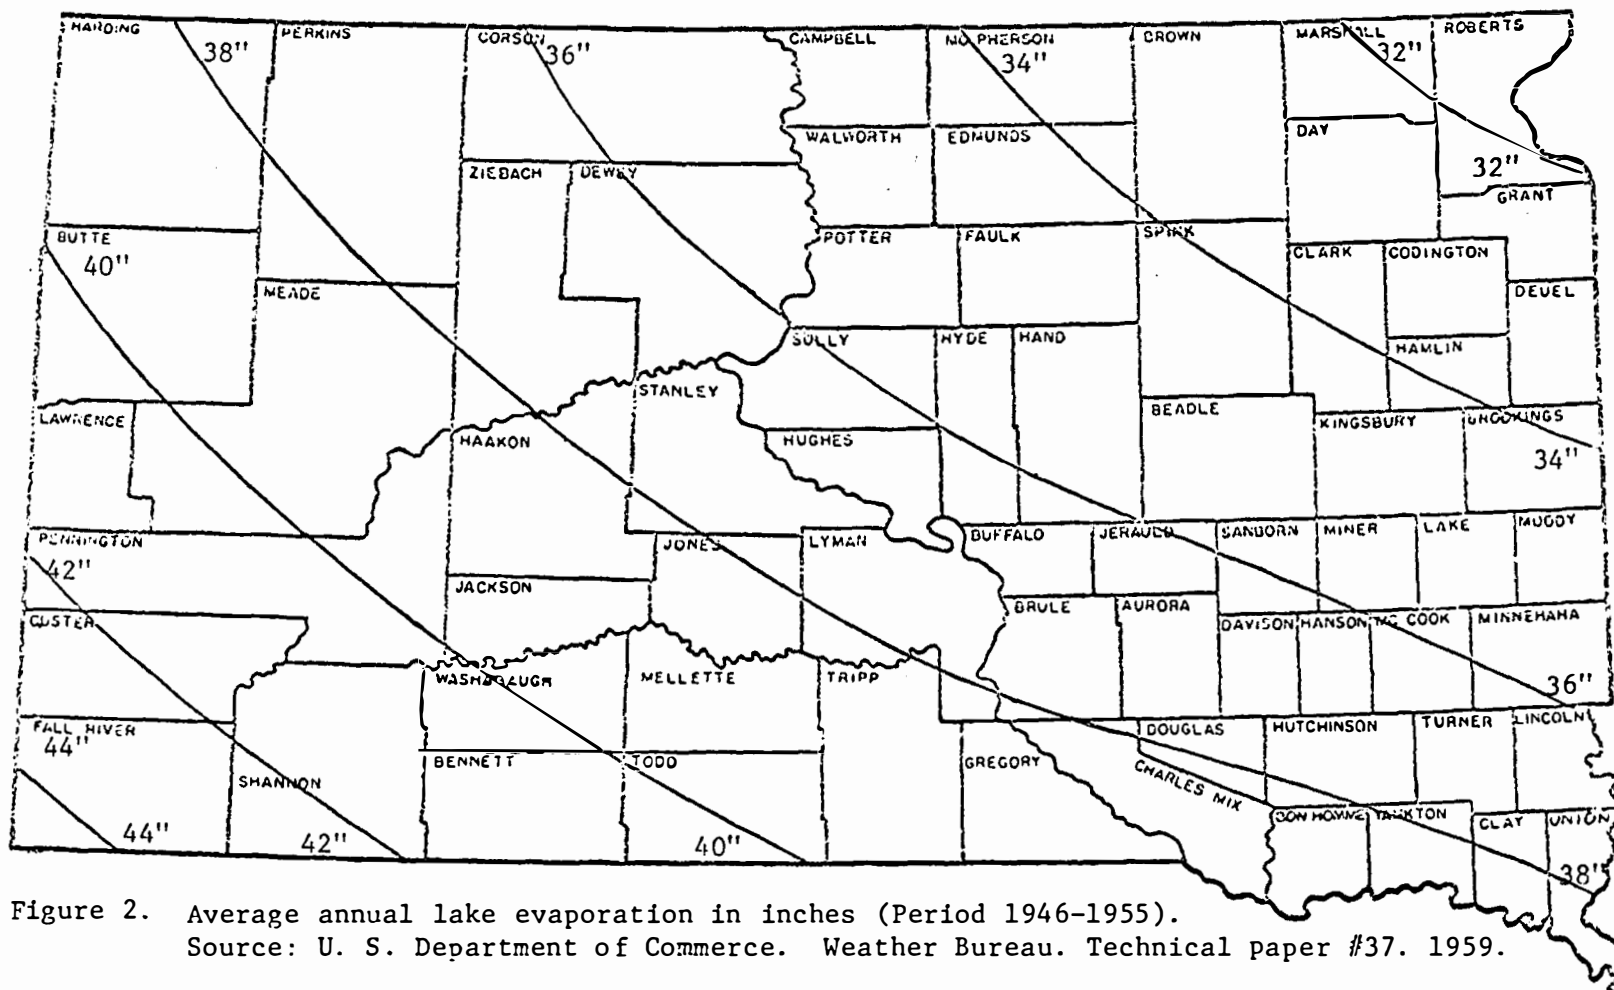 HARDING
38"
PERKINS
CORSON
36"
CAMPBELL
MC PHERSON
34"
BROWN
MARSHALL
32"
ROBERTS
WALWORTH
EDMUNDS
DAY
ZIEBACH
DEWEY
32"
GRANT
BUTTE
40"
POTTER
FAULK
SPINK
CLARK
CODINGTON
MEADE
DEUEL
SULLY
HYDE
HAND
HAMLIN
STANLEY
LAWRENCE
HAAKON
HUGHES
BEADLE
KINGSBURY
BROOKINGS
34"
PENNINGTON
42"
JONES
LYMAN
BUFFALO
JERAULD
SANBORN
MINER
LAKE
MOODY
JACKSON
CUSTER
BRULE
AURORA
DAVISON
HANSON
MC COOK
MINNEHAHA
WASHABAUGH
MELLETTE
TRIPP
36"
FALL RIVER
44"
DOUGLAS
HUTCHINSON
TURNER
LINCOLN
SHANNON
BENNETT
TODD
GREGORY
CHARLES MIX
44"
42"
40"
BON HOMME
YANKTON
CLAY
UNION
38"
Figure 2. Average annual lake evaporation in inches (Period 1946-1955).
Source: U. S. Department of Commerce. Weather Bureau. Technical paper #37. 1959.